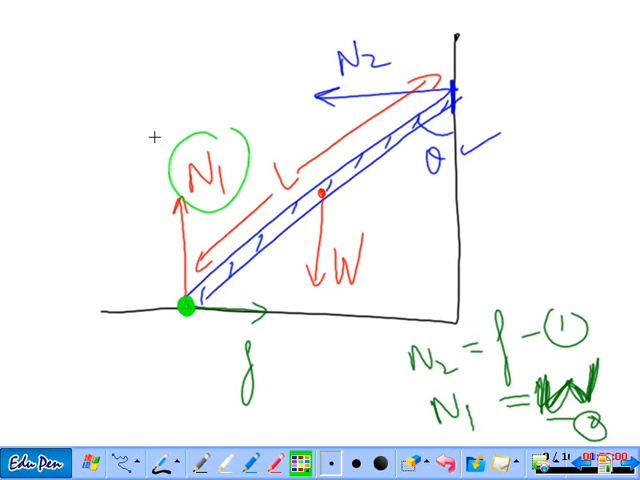 N2
N1
L
θ
W
f
N2 = f - 1
N1 = W
2
Edu Pen